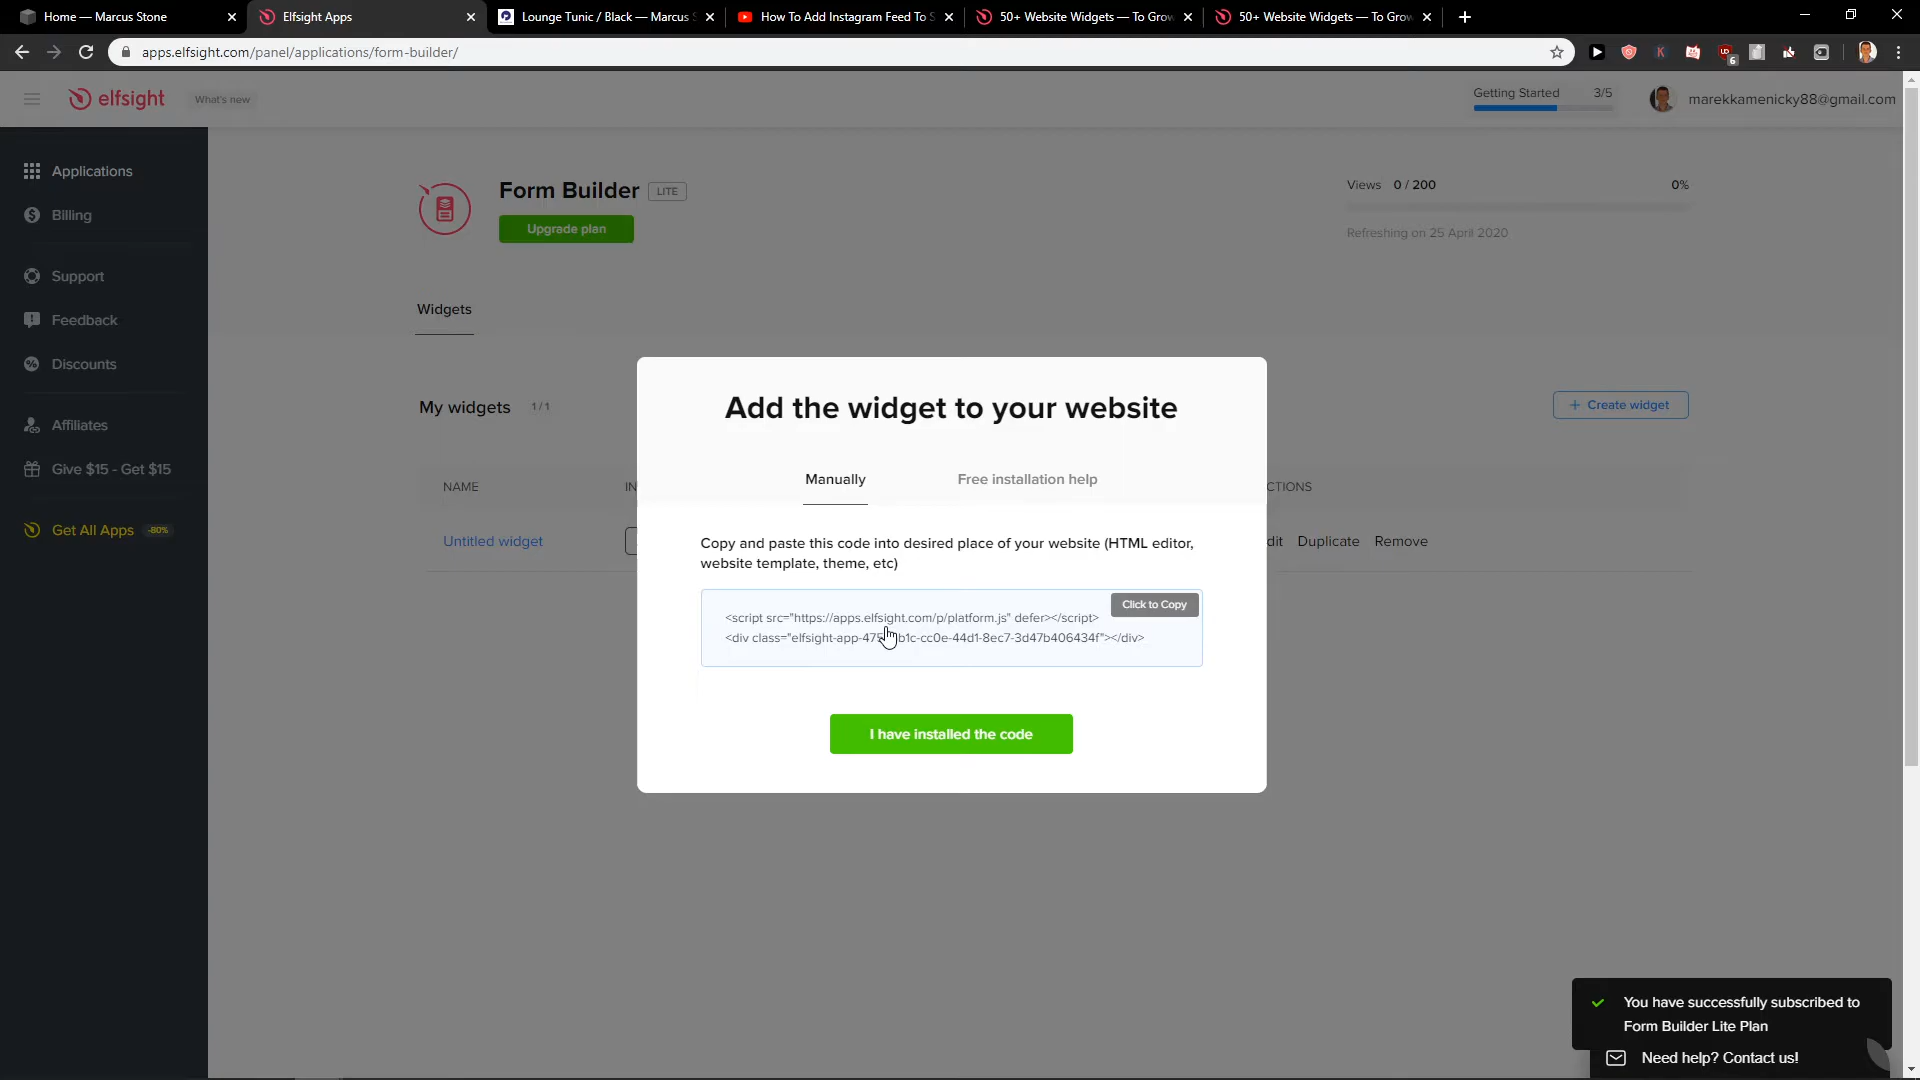 Home — Marcus Stone
Elfsight Apps
Lounge Tunic / Black — Marcus
How To Add Instagram Feed To S
50+ Website Widgets — To Grow
50+ Website Widgets — To Grow
apps.elfsight.com/panel/applications/form-builder/
K
6
elfsight
What's new
Getting Started 3/5
marekkamenicky88@gmail.com
Applications
Billing
Support
Feedback
Discounts
Affiliates
Give $15 - Get $15
Get All Apps -80%
Form Builder LITE
Upgrade plan
Views 0 / 200 0%
Refreshing on 25 April 2020
Widgets
My widgets 1/1
+ Create widget
NAME IN CTIONS
Untitled widget dit Duplicate Remove
Add the widget to your website
Manually Free installation help
Copy and paste this code into desired place of your website (HTML editor,
website template, theme, etc)
Click to Copy
<script src="https://apps.elfsight.com/p/platform.js" defer></script>
<div class="elfsight-app-475 b1c-cc0e-44d1-8ec7-3d47b406434f"></div>
I have installed the code
You have successfully subscribed to
Form Builder Lite Plan
Need help? Contact us!